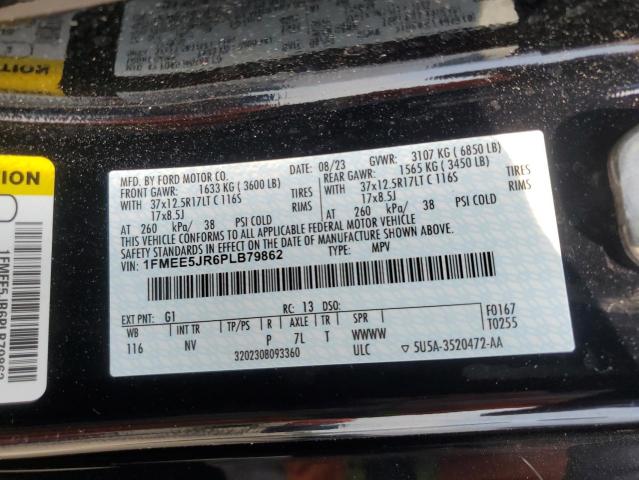 CAUTION
MFD. BY FORD MOTOR CO.
DATE: 08/23 GVWR: 3107 KG ( 6850 LB)
FRONT GAWR: 1633 KG ( 3600 LB) REAR GAWR: 1565 KG ( 3450 LB)
WITH 37x12.5R17LT C 116S TIRES WITH 37x12.5R17LT C 116S TIRES
17x8.5J RIMS 17x8.5J RIMS
AT 260 kPa/ 38 PSI COLD AT 260 kPa/ 38 PSI COLD
THIS VEHICLE CONFORMS TO ALL APPLICABLE FEDERAL MOTOR VEHICLE
SAFETY STANDARDS IN EFFECT ON THE DATE OF MANUFACTURE SHOWN ABOVE.
VIN: 1FMEE5JR6PLB79862 TYPE: MPV
EXT PNT: G1 RC: 13 DSO: F0167
WB INT TR TP/PS R AXLE TR SPR T0255
116 NV P 7L T WWWW
3202308093360 ULC ▽ 5U5A-3520472-AA
CAUTION
1FMEE5JR6PLB79862